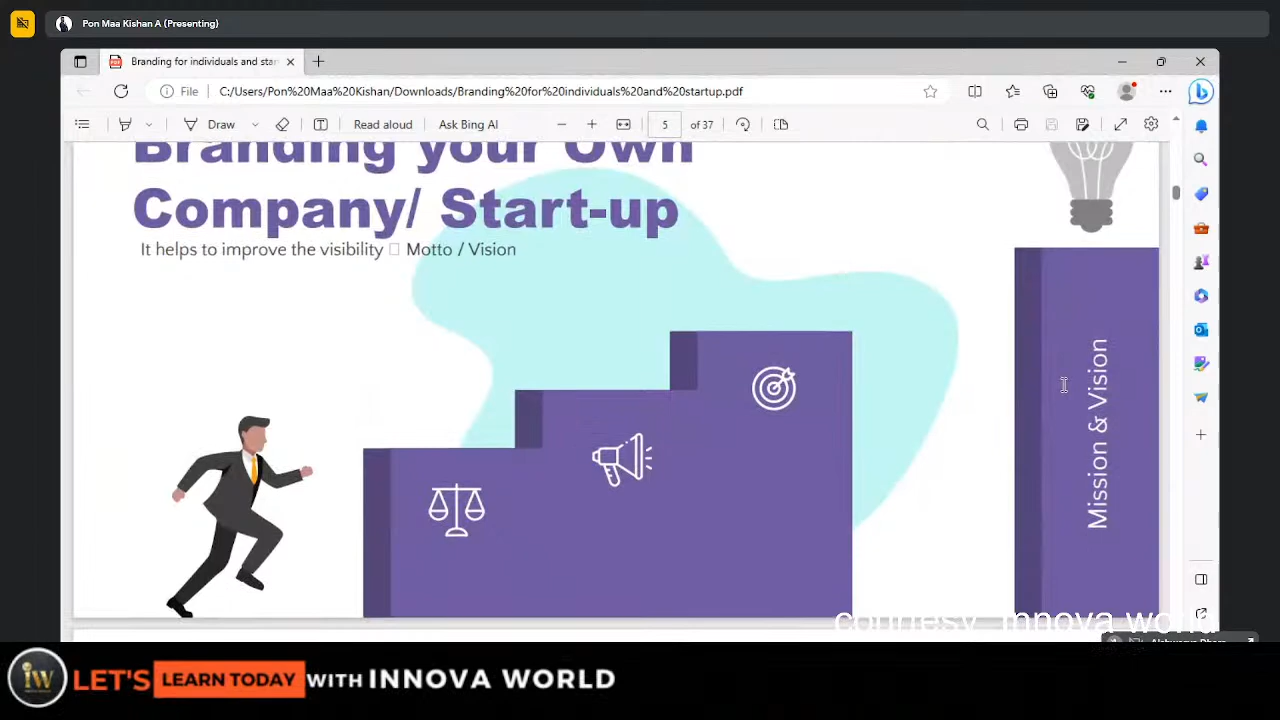 Pon Maa Kishan A (Presenting)
Branding for individuals and star
File
C:/Users/Pon%20Maa%20Kishan/Downloads/Branding%20for%20individuals%20and%20startup.pdf
Draw
Read aloud
Ask Bing AI
5
of 37
Branding your Own
Company/ Start-up
It helps to improve the visibility □ Motto / Vision
Mission & Vision
courtesy innova world
iw
LET'S LEARN TODAY WITH INNOVA WORLD